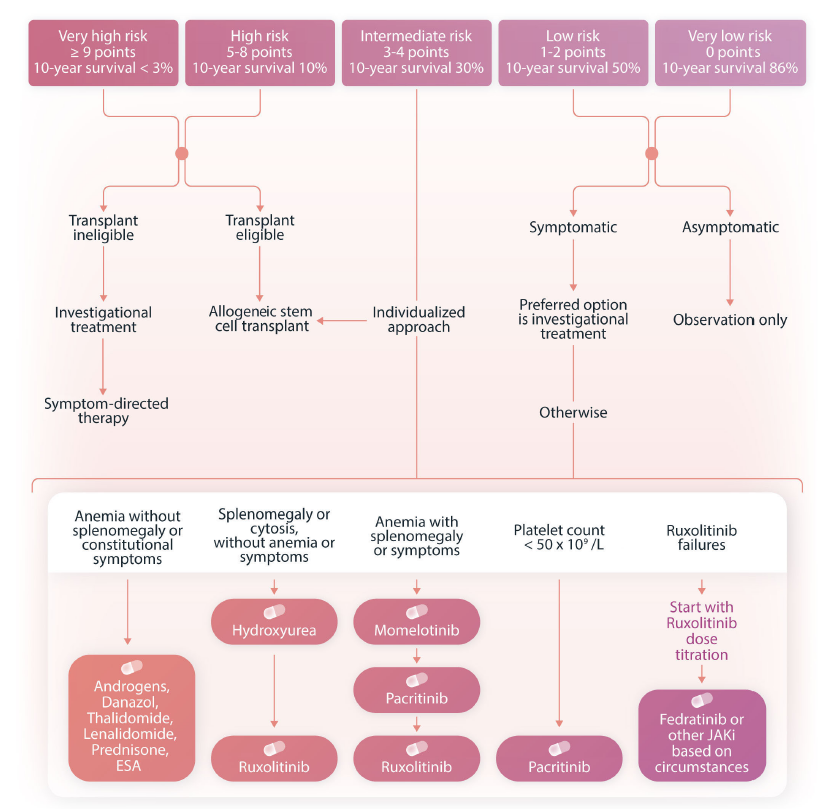 Very high risk
≥ 9 points
10-year survival < 3%
High risk
5-8 points
10-year survival 10%
Intermediate risk
3-4 points
10-year survival 30%
Low risk
1-2 points
10-year survival 50%
Very low risk
0 points
10-year survival 86%
Transplant
ineligible
Transplant
eligible
Symptomatic
Asymptomatic
Investigational
treatment
Allogeneic stem
cell transplant
Individualized
approach
Preferred option
is investigational
treatment
Observation only
Symptom-directed
therapy
Otherwise
Anemia without
splenomegaly or
constitutional
symptoms
Splenomegaly or
cytosis,
without anemia or
symptoms
Anemia with
splenomegaly
or symptoms
Platelet count
< 50 x 10⁹ /L
Ruxolitinib
failures
Hydroxyurea
Momelotinib
Start with
Ruxolitinib
dose
titration
Androgens,
Danazol,
Thalidomide,
Lenalidomide,
Prednisone,
ESA
Pacritinib
Ruxolitinib
Ruxolitinib
Pacritinib
Fedratinib or
other JAKi
based on
circumstances